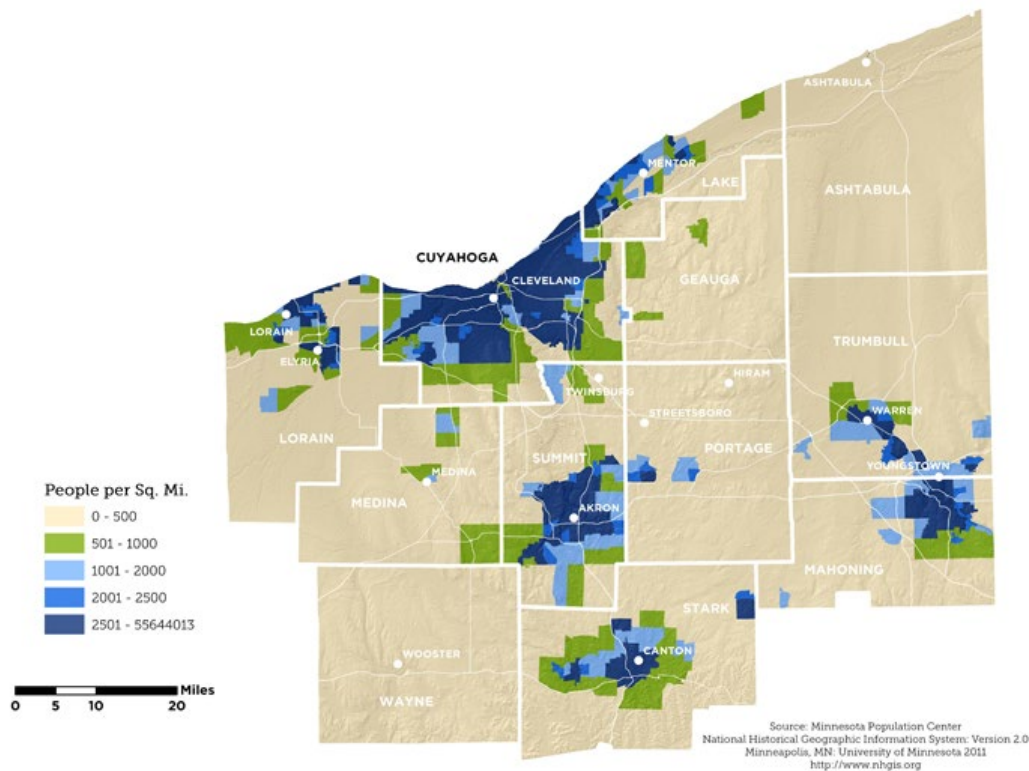 ASHTABULA
MENTOR
LAKE
ASHTABULA
CUYAHOGA
CLEVELAND
GEAUGA
LORAIN
ELYRIA
TRUMBULL
TWINSBURG
HIRAM
STREETSBORO
WARREN
LORAIN
SUMMIT
PORTAGE
MEDINA
YOUNGSTOWN
MEDINA
AKRON
MAHONING
STARK
WOOSTER
CANTON
WAYNE
People per Sq. Mi.
0 - 500
501 - 1000
1001 - 2000
2001 - 2500
2501 - 55644013
Miles
0 5 10 20
Source: Minnesota Population Center
National Historical Geographic Information System: Version 2.0
Minneapolis, MN: University of Minnesota 2011
http://www.nhgis.org